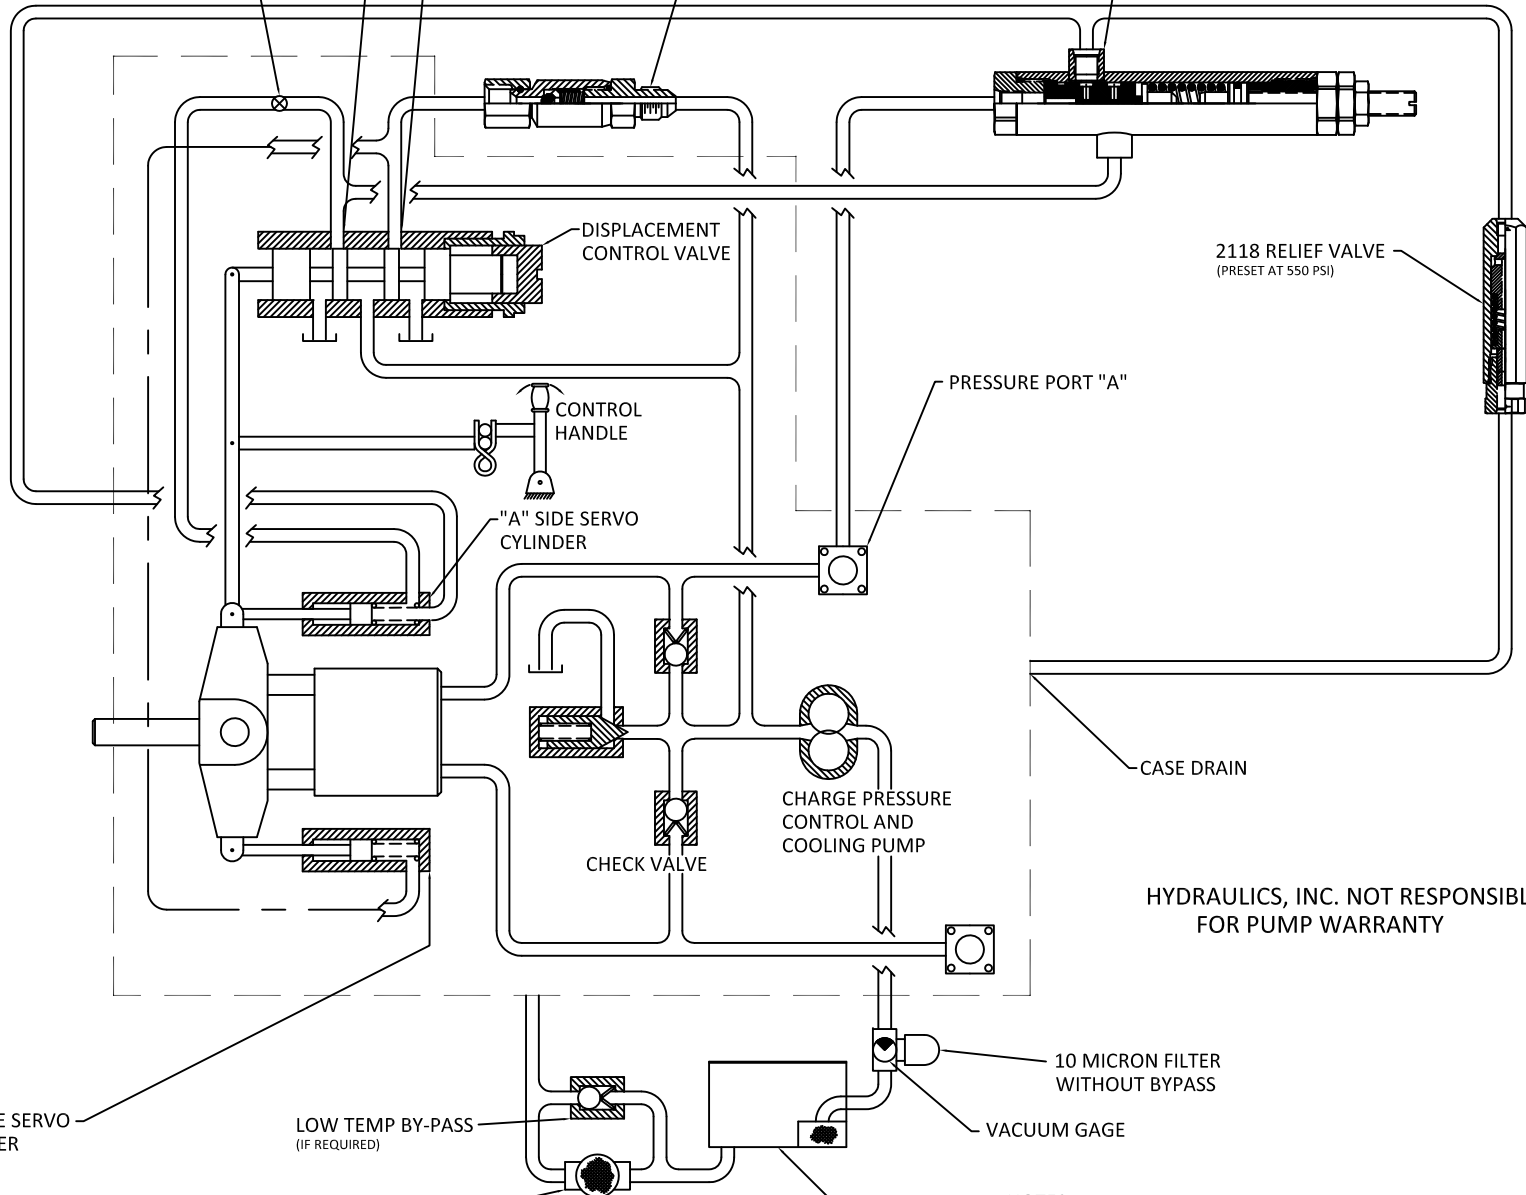 DISPLACEMENT
CONTROL VALVE
2118 RELIEF VALVE
(PRESET AT 550 PSI)
PRESSURE PORT "A"
CONTROL
HANDLE
"A" SIDE SERVO
CYLINDER
CASE DRAIN
CHARGE PRESSURE
CONTROL AND
COOLING PUMP
CHECK VALVE
HYDRAULICS, INC. NOT RESPONSIBL
FOR PUMP WARRANTY
10 MICRON FILTER
WITHOUT BYPASS
E SERVO
ER
LOW TEMP BY-PASS
(IF REQUIRED)
VACUUM GAGE